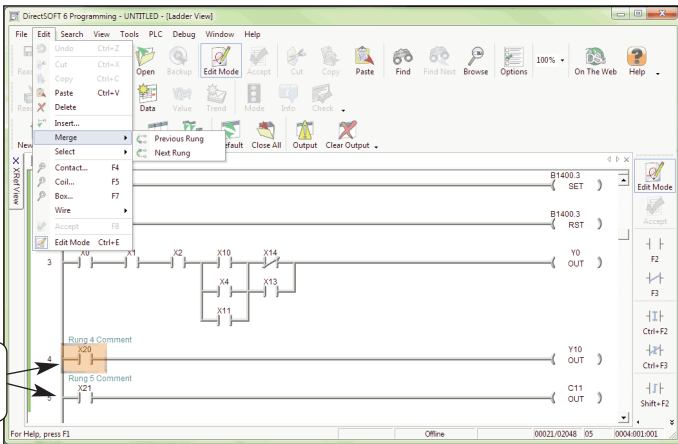 DirectSOFT 6 Programming - UNTITLED - [Ladder View]
File Edit Search View Tools PLC Debug Window Help
Undo Ctrl+Z
Cut Ctrl+X
Copy Ctrl+C
Paste Ctrl+V
Delete
Insert...
Merge
Select
Contact... F4
Coil... F5
Box... F7
Wire
Accept F8
Edit Mode Ctrl+E
Previous Rung
Next Rung
Open Backup Edit Mode Accept Cut Copy Paste Find Find Next Browse Options 100% On The Web Help
Data Value Trend Mode Info Check
Close All Output Clear Output
XRef View
B1400.3
SET
B1400.3
RST
X0 X1 X2 X10 X14 Y0
3 OUT
X4 X13
X11
Rung 4 Comment
X20 Y10
4 OUT
Rung 5 Comment
X21 C11
5 OUT
Edit Mode
Accept
F2
F3
Ctrl+F2
Ctrl+F3
Shift+F2
For Help, press F1 Offline 00021/02048 05 0004:001:001